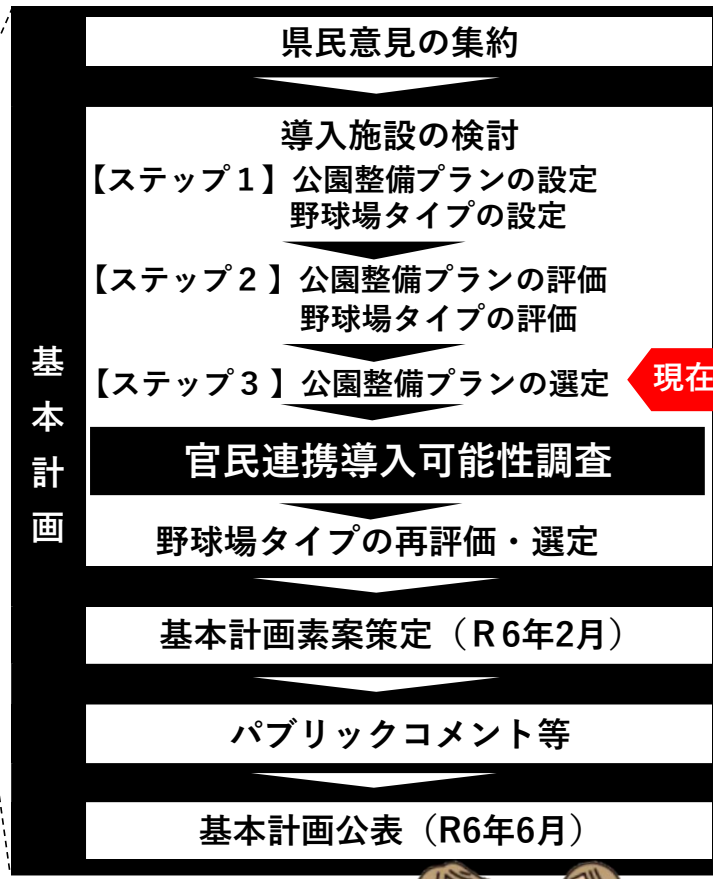 基本計画
県民意見の集約
導入施設の検討
【ステップ1】公園整備プランの設定
野球場タイプの設定
【ステップ2】公園整備プランの評価
野球場タイプの評価
【ステップ3】公園整備プランの選定
現在
官民連携導入可能性調査
野球場タイプの再評価・選定
基本計画素案策定（R6年2月）
パブリックコメント等
基本計画公表（R6年6月）